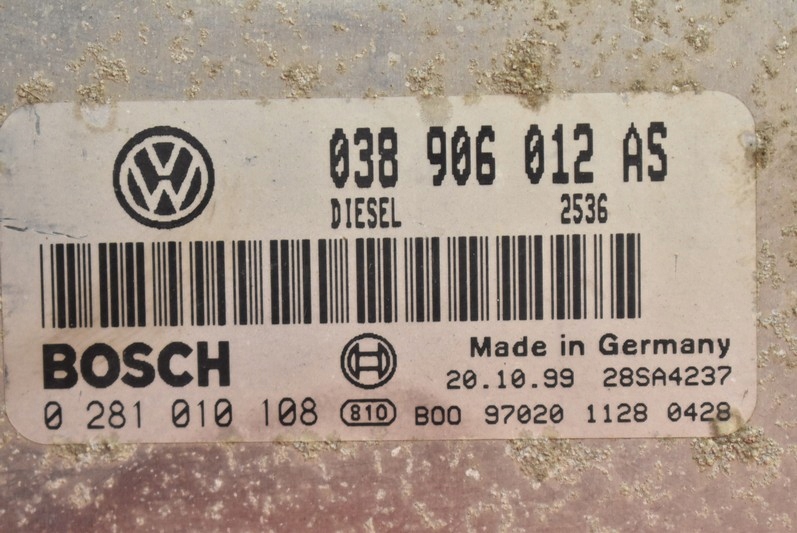 038 906 012 AS
DIESEL 2536
BOSCH
Made in Germany
20.10.99 28SA4237
0 281 010 108 810 B00 97020 1128 0428